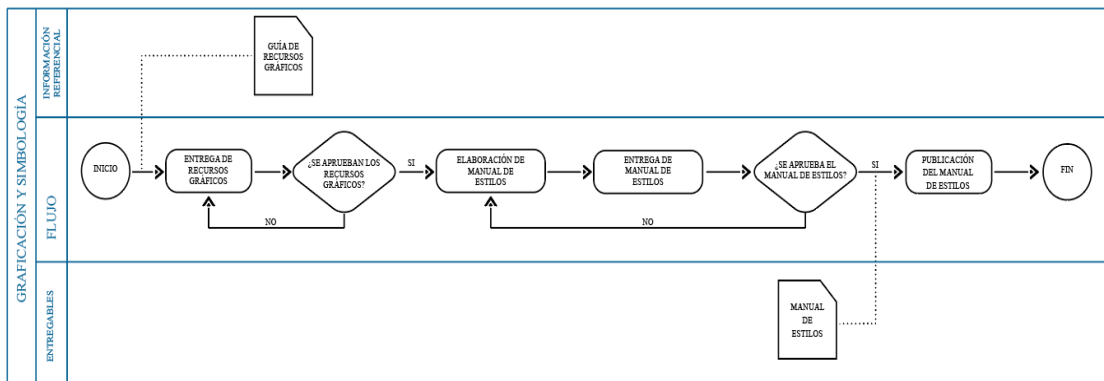 GRAFICACIÓN Y SIMBOLOGÍA
INFORMACIÓN
REFERENCIAL
GUÍA DE
RECURSOS
GRÁFICOS
FLUJO
INICIO
ENTREGA DE
RECURSOS
GRÁFICOS
¿SE APRUEBAN LOS
RECURSOS
GRÁFICOS?
SI
NO
ELABORACIÓN DE
MANUAL DE
ESTILOS
ENTREGA DE
MANUAL DE
ESTILOS
¿SE APRUEBA EL
MANUAL DE ESTILOS?
SI
NO
PUBLICACIÓN
DEL MANUAL
DE ESTILOS
FIN
ENTREGABLES
MANUAL
DE
ESTILOS